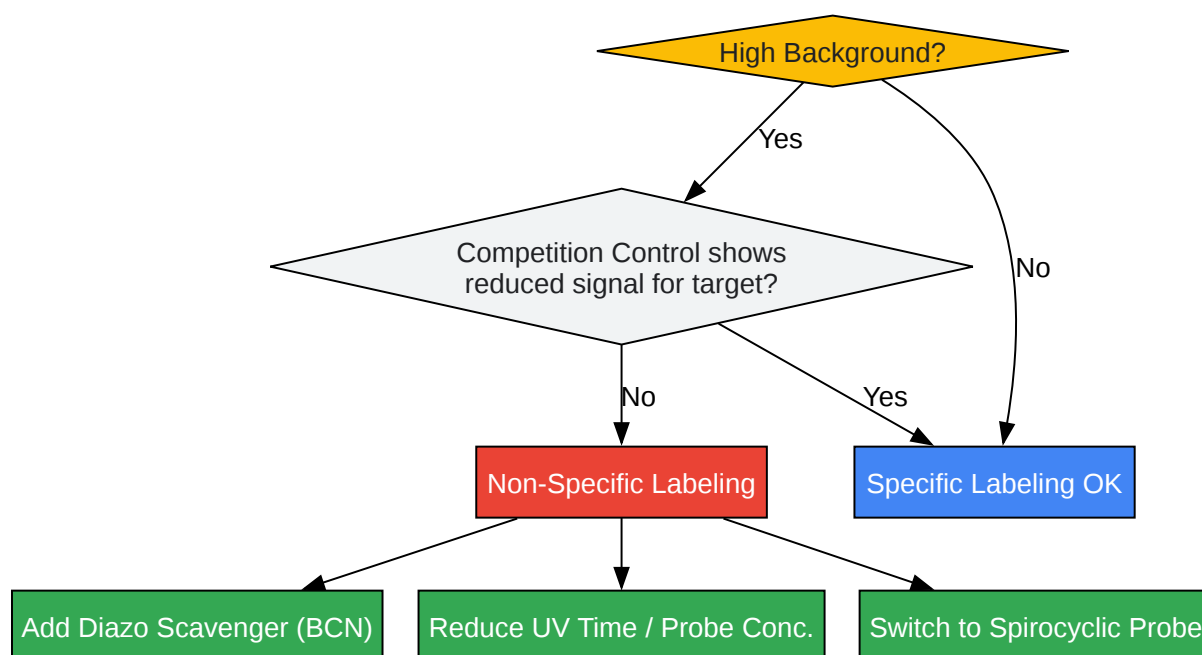 High Background?
Yes
Competition Control shows
reduced signal for target?
No
No
Yes
Non-Specific Labeling
Specific Labeling OK
Add Diazo Scavenger (BCN)
Reduce UV Time / Probe Conc.
Switch to Spirocyclic Probe